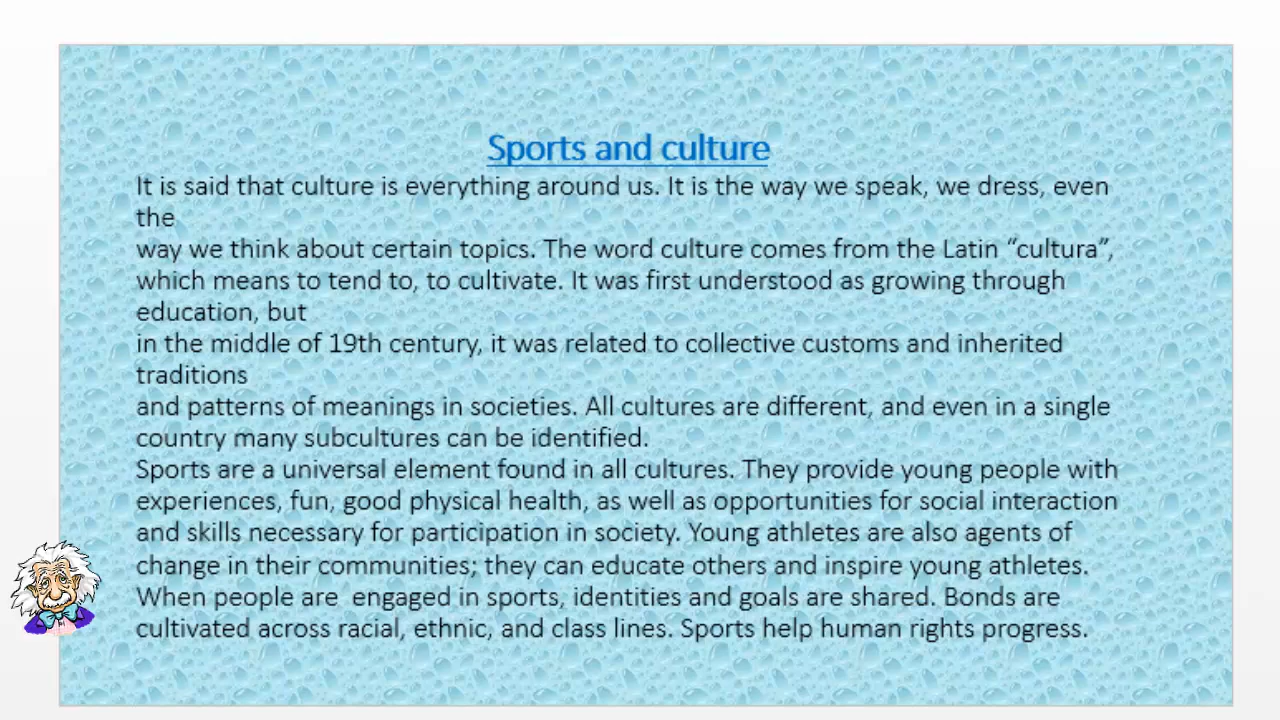 Sports and culture
It is said that culture is everything around us. It is the way we speak, we dress, even
the
way we think about certain topics. The word culture comes from the Latin “cultura”,
which means to tend to, to cultivate. It was first understood as growing through
education, but
in the middle of 19th century, it was related to collective customs and inherited
traditions
and patterns of meanings in societies. All cultures are different, and even in a single
country many subcultures can be identified.
Sports are a universal element found in all cultures. They provide young people with
experiences, fun, good physical health, as well as opportunities for social interaction
and skills necessary for participation in society. Young athletes are also agents of
change in their communities; they can educate others and inspire young athletes.
When people are  engaged in sports, identities and goals are shared. Bonds are
cultivated across racial, ethnic, and class lines. Sports help human rights progress.